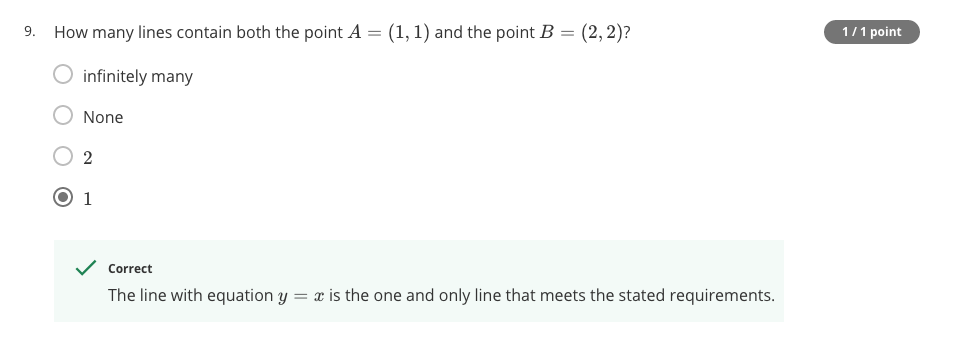 9. How many lines contain both the point A = (1, 1) and the point B = (2, 2)? 1 / 1 point
infinitely many
None
2
1
Correct
The line with equation y = x is the one and only line that meets the stated requirements.